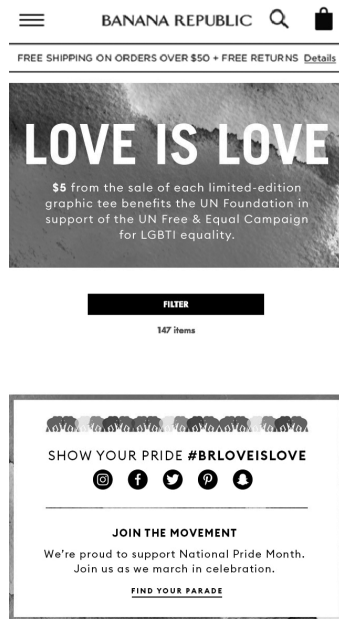 BANANA REPUBLIC
FREE SHIPPING ON ORDERS OVER $50 + FREE RETURNS Details
LOVE IS LOVE
$5 from the sale of each limited-edition
graphic tee benefits the UN Foundation in
support of the UN Free & Equal Campaign
for LGBTI equality.
FILTER
147 items
SHOW YOUR PRIDE #BRLOVEISLOVE
JOIN THE MOVEMENT
We're proud to support National Pride Month.
Join us as we march in celebration.
FIND YOUR PARADE